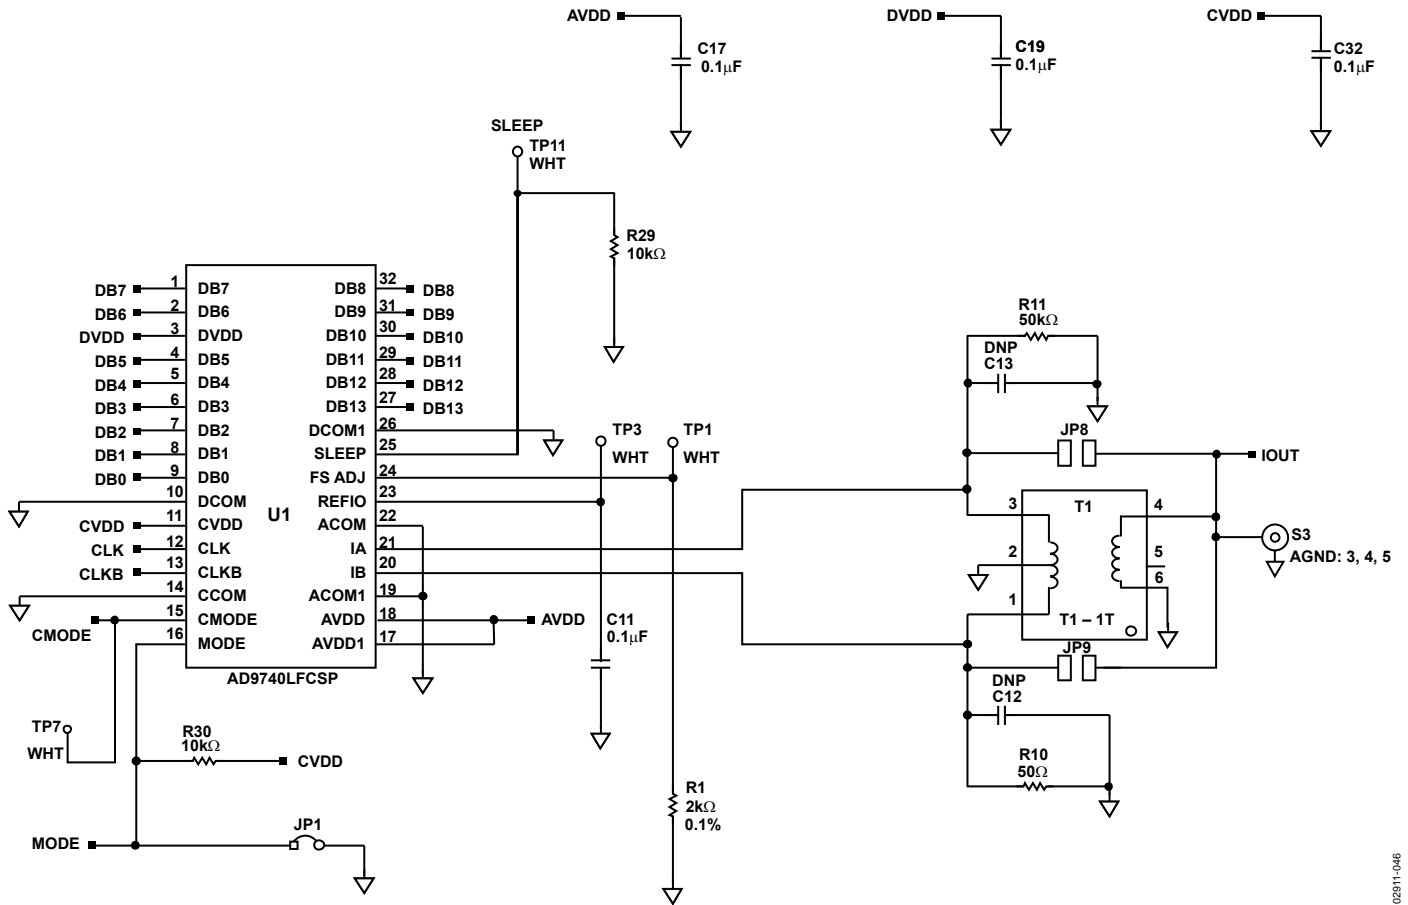 AVDD
C17
0.1µF
DVDD
C19
0.1µF
CVDD
C32
0.1µF
SLEEP
TP11
WHT
R29
10kΩ
DB7 1 DB7 DB8 32 DB8
DB6 2 DB6 DB9 31 DB9
DVDD 3 DVDD DB10 30 DB10
DB5 4 DB5 DB11 29 DB11
DB4 5 DB4 DB12 28 DB12
DB3 6 DB3 DB13 27 DB13
DB2 7 DB2 DCOM1 26
DB1 8 DB1 SLEEP 25
DB0 9 DB0 FS ADJ 24
10 DCOM REFIO 23
U1
CVDD 11 CVDD ACOM 22
CLK 12 CLK IA 21
CLKB 13 CLKB IB 20
14 CCOM ACOM1 19
CMODE 15 CMODE AVDD 18 AVDD
16 MODE AVDD1 17
AD9740LFCSP
TP3
WHT
TP1
WHT
C11
0.1µF
R1
2kΩ
0.1%
TP7
WHT
R30
10kΩ
CVDD
MODE
JP1
R11
50kΩ
DNP
C13
JP8
IOUT
3 T1 4
2 5
6
1
T1 – 1T
S3
AGND: 3, 4, 5
JP9
DNP
C12
R10
50Ω
02911-046